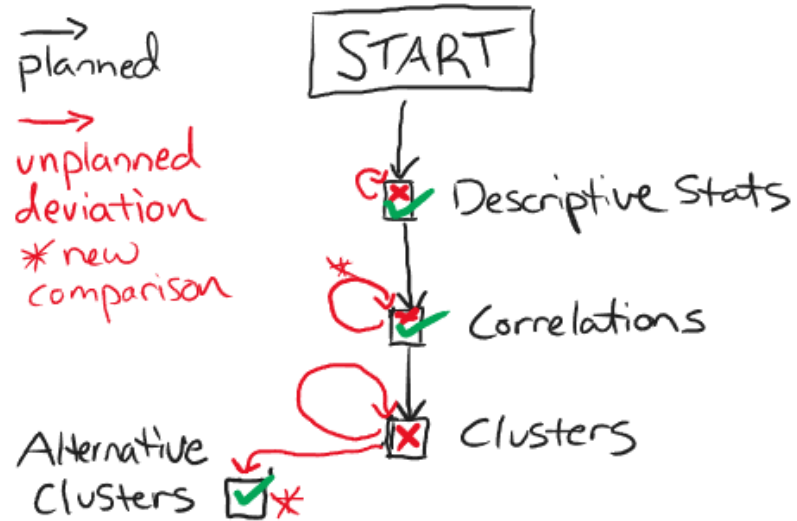 planned
START
unplanned
deviation
* new
comparison
Descriptive Stats
Correlations
Clusters
Alternative
Clusters
*